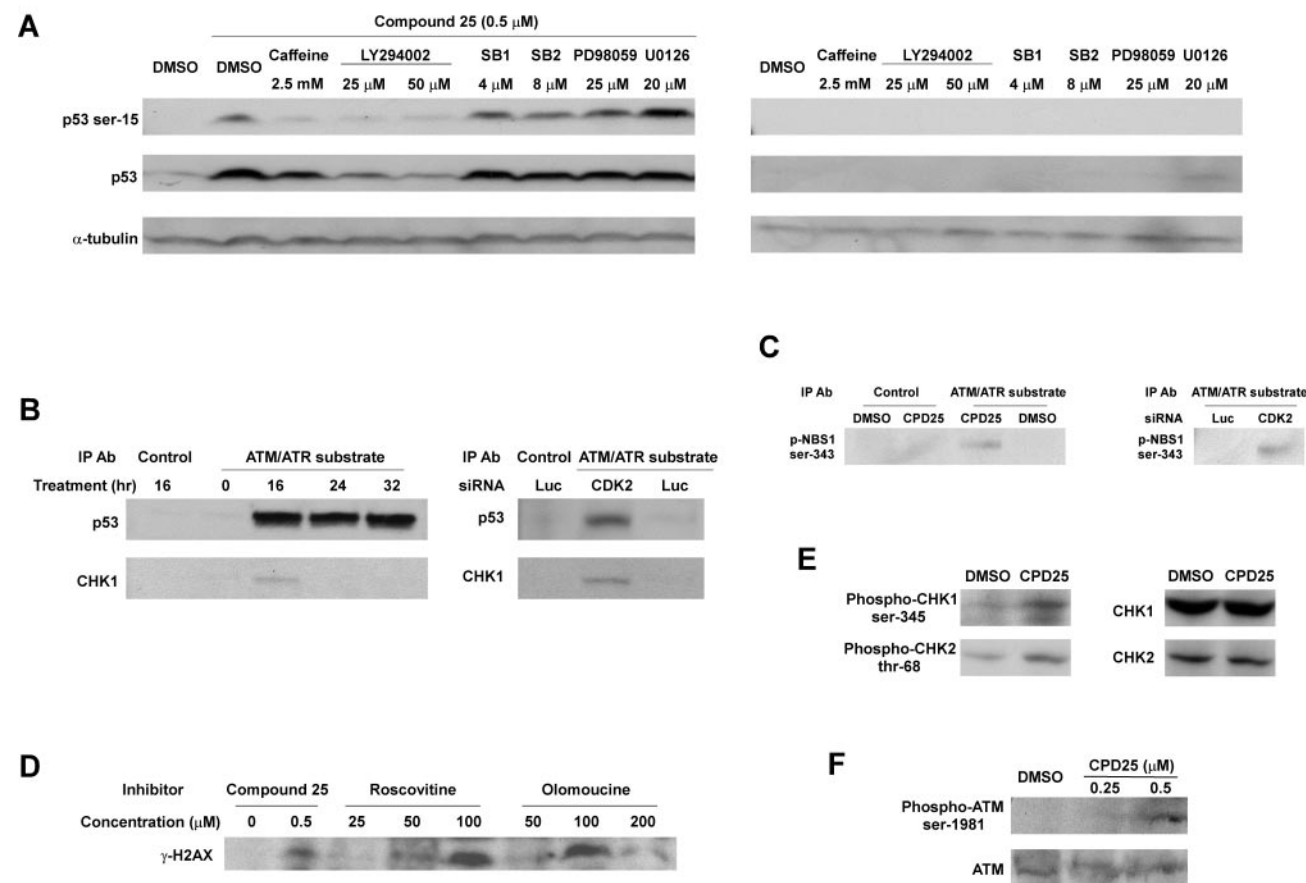 A
Compound 25 (0.5 μM)
DMSO DMSO Caffeine LY294002 SB1 SB2 PD98059 U0126
2.5 mM 25 μM 50 μM 4 μM 8 μM 25 μM 20 μM
p53 ser-15
p53
α-tubulin
DMSO Caffeine LY294002 SB1 SB2 PD98059 U0126
2.5 mM 25 μM 50 μM 4 μM 8 μM 25 μM 20 μM
B
IP Ab Control ATM/ATR substrate
Treatment (hr) 16 0 16 24 32
p53
CHK1
IP Ab Control ATM/ATR substrate
siRNA Luc CDK2 Luc
p53
CHK1
C
IP Ab Control ATM/ATR substrate
DMSO CPD25 CPD25 DMSO
p-NBS1
ser-343
IP Ab ATM/ATR substrate
siRNA Luc CDK2
p-NBS1
ser-343
D
Inhibitor Compound 25 Roscovitine Olomoucine
Concentration (μM) 0 0.5 25 50 100 50 100 200
γ-H2AX
E
DMSO CPD25
Phospho-CHK1
ser-345
Phospho-CHK2
thr-68
DMSO CPD25
CHK1
CHK2
F
DMSO CPD25 (μM)
0.25 0.5
Phospho-ATM
ser-1981
ATM